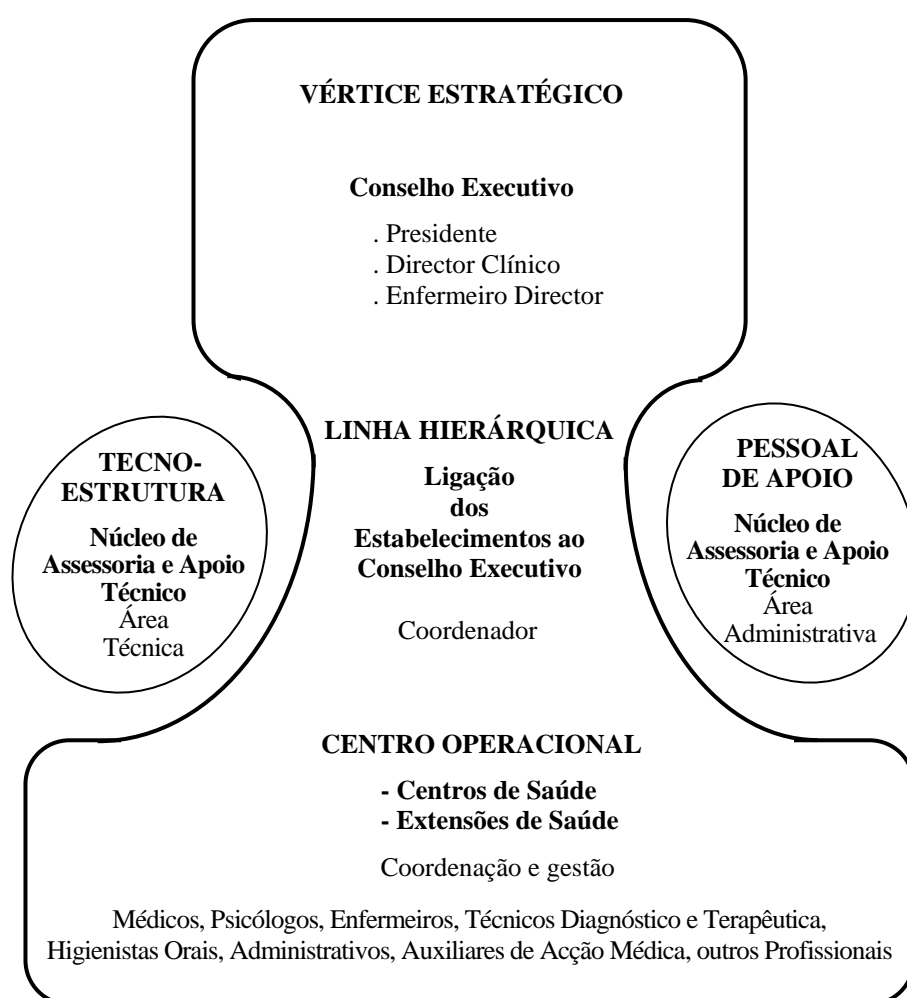 VÉRTICE ESTRATÉGICO
Conselho Executivo
. Presidente
. Director Clínico
. Enfermeiro Director
LINHA HIERÁRQUICA
Ligação
dos
Estabelecimentos ao
Conselho Executivo
Coordenador
TECNO-
ESTRUTURA
Núcleo de
Assessoria e Apoio
Técnico
Área
Técnica
PESSOAL
DE APOIO
Núcleo de
Assessoria e Apoio
Técnico
Área
Administrativa
CENTRO OPERACIONAL
- Centros de Saúde
- Extensões de Saúde
Coordenação e gestão
Médicos, Psicólogos, Enfermeiros, Técnicos Diagnóstico e Terapêutica,
Higienistas Orais, Administrativos, Auxiliares de Acção Médica, outros Profissionais